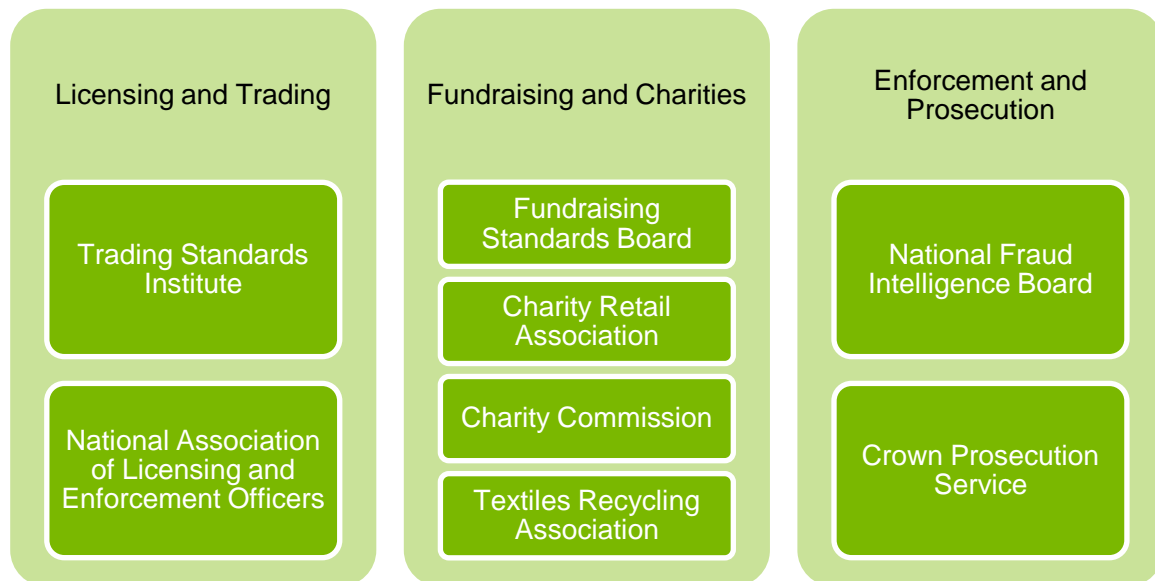 Licensing and Trading
Trading Standards
Institute
National Association
of Licensing and
Enforcement Officers
Fundraising and Charities
Fundraising
Standards Board
Charity Retail
Association
Charity Commission
Textiles Recycling
Association
Enforcement and
Prosecution
National Fraud
Intelligence Board
Crown Prosecution
Service